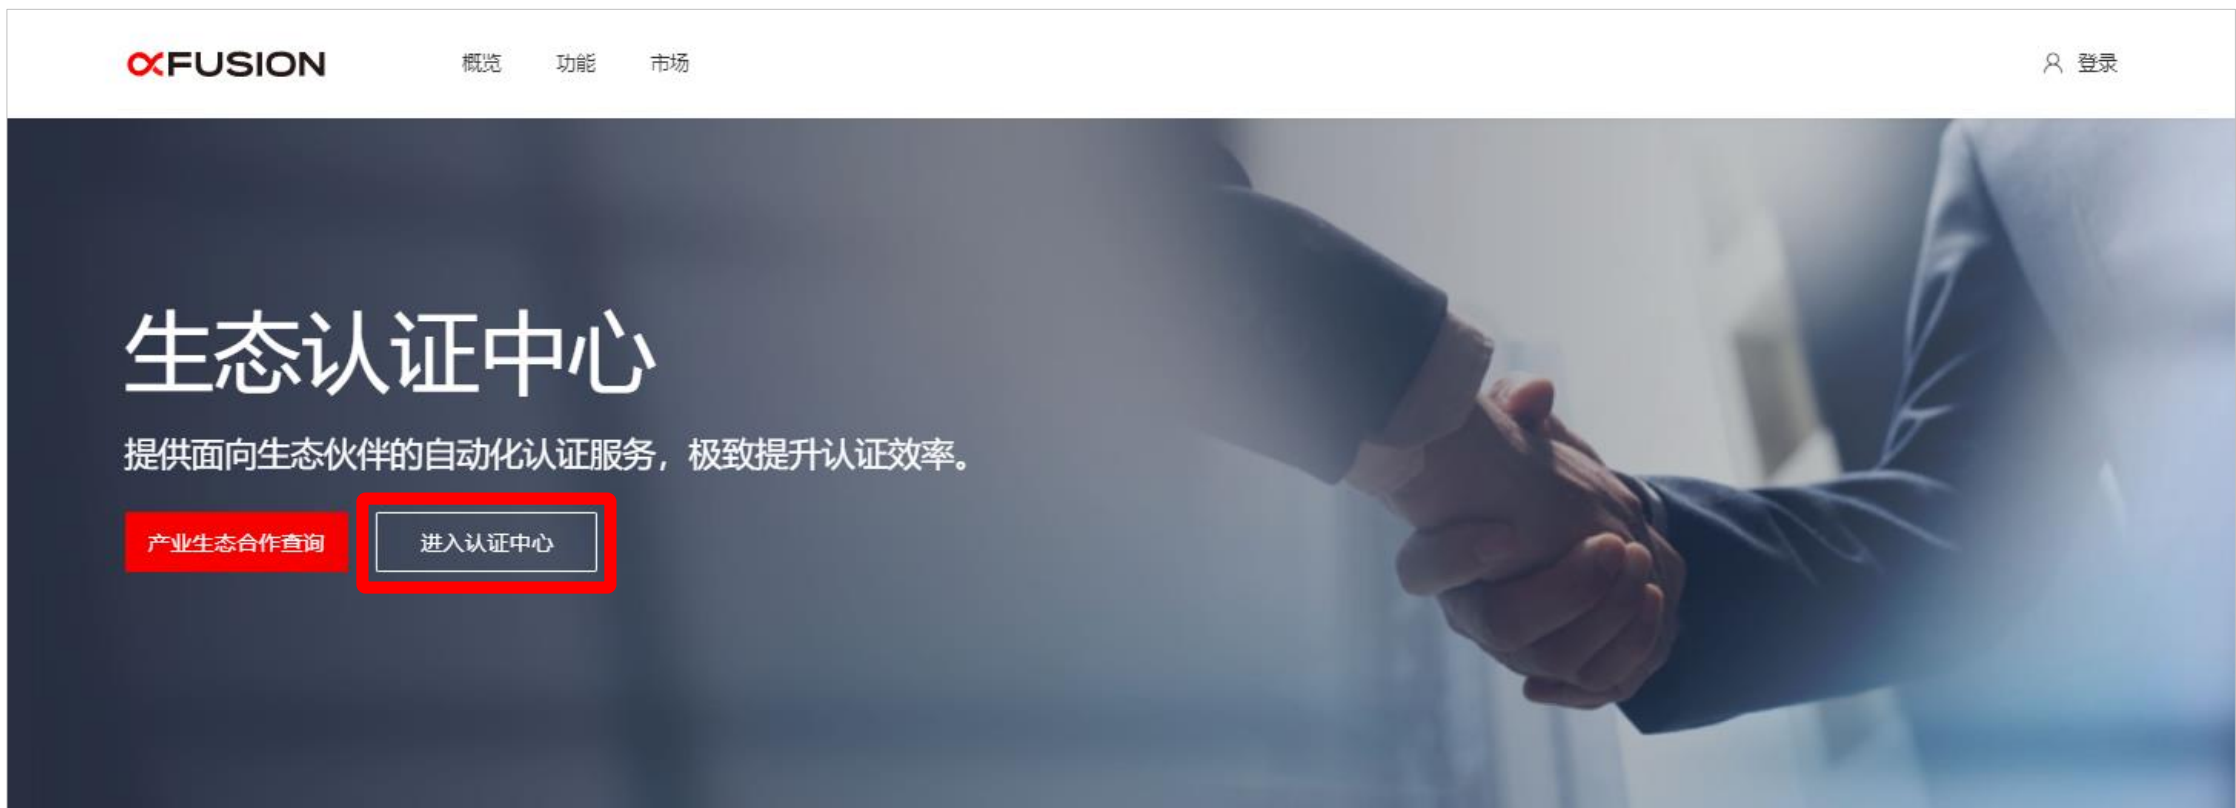 XFUSION 概览 功能 市场 登录
生态认证中心
提供面向生态伙伴的自动化认证服务，极致提升认证效率。
产业生态合作查询 进入认证中心